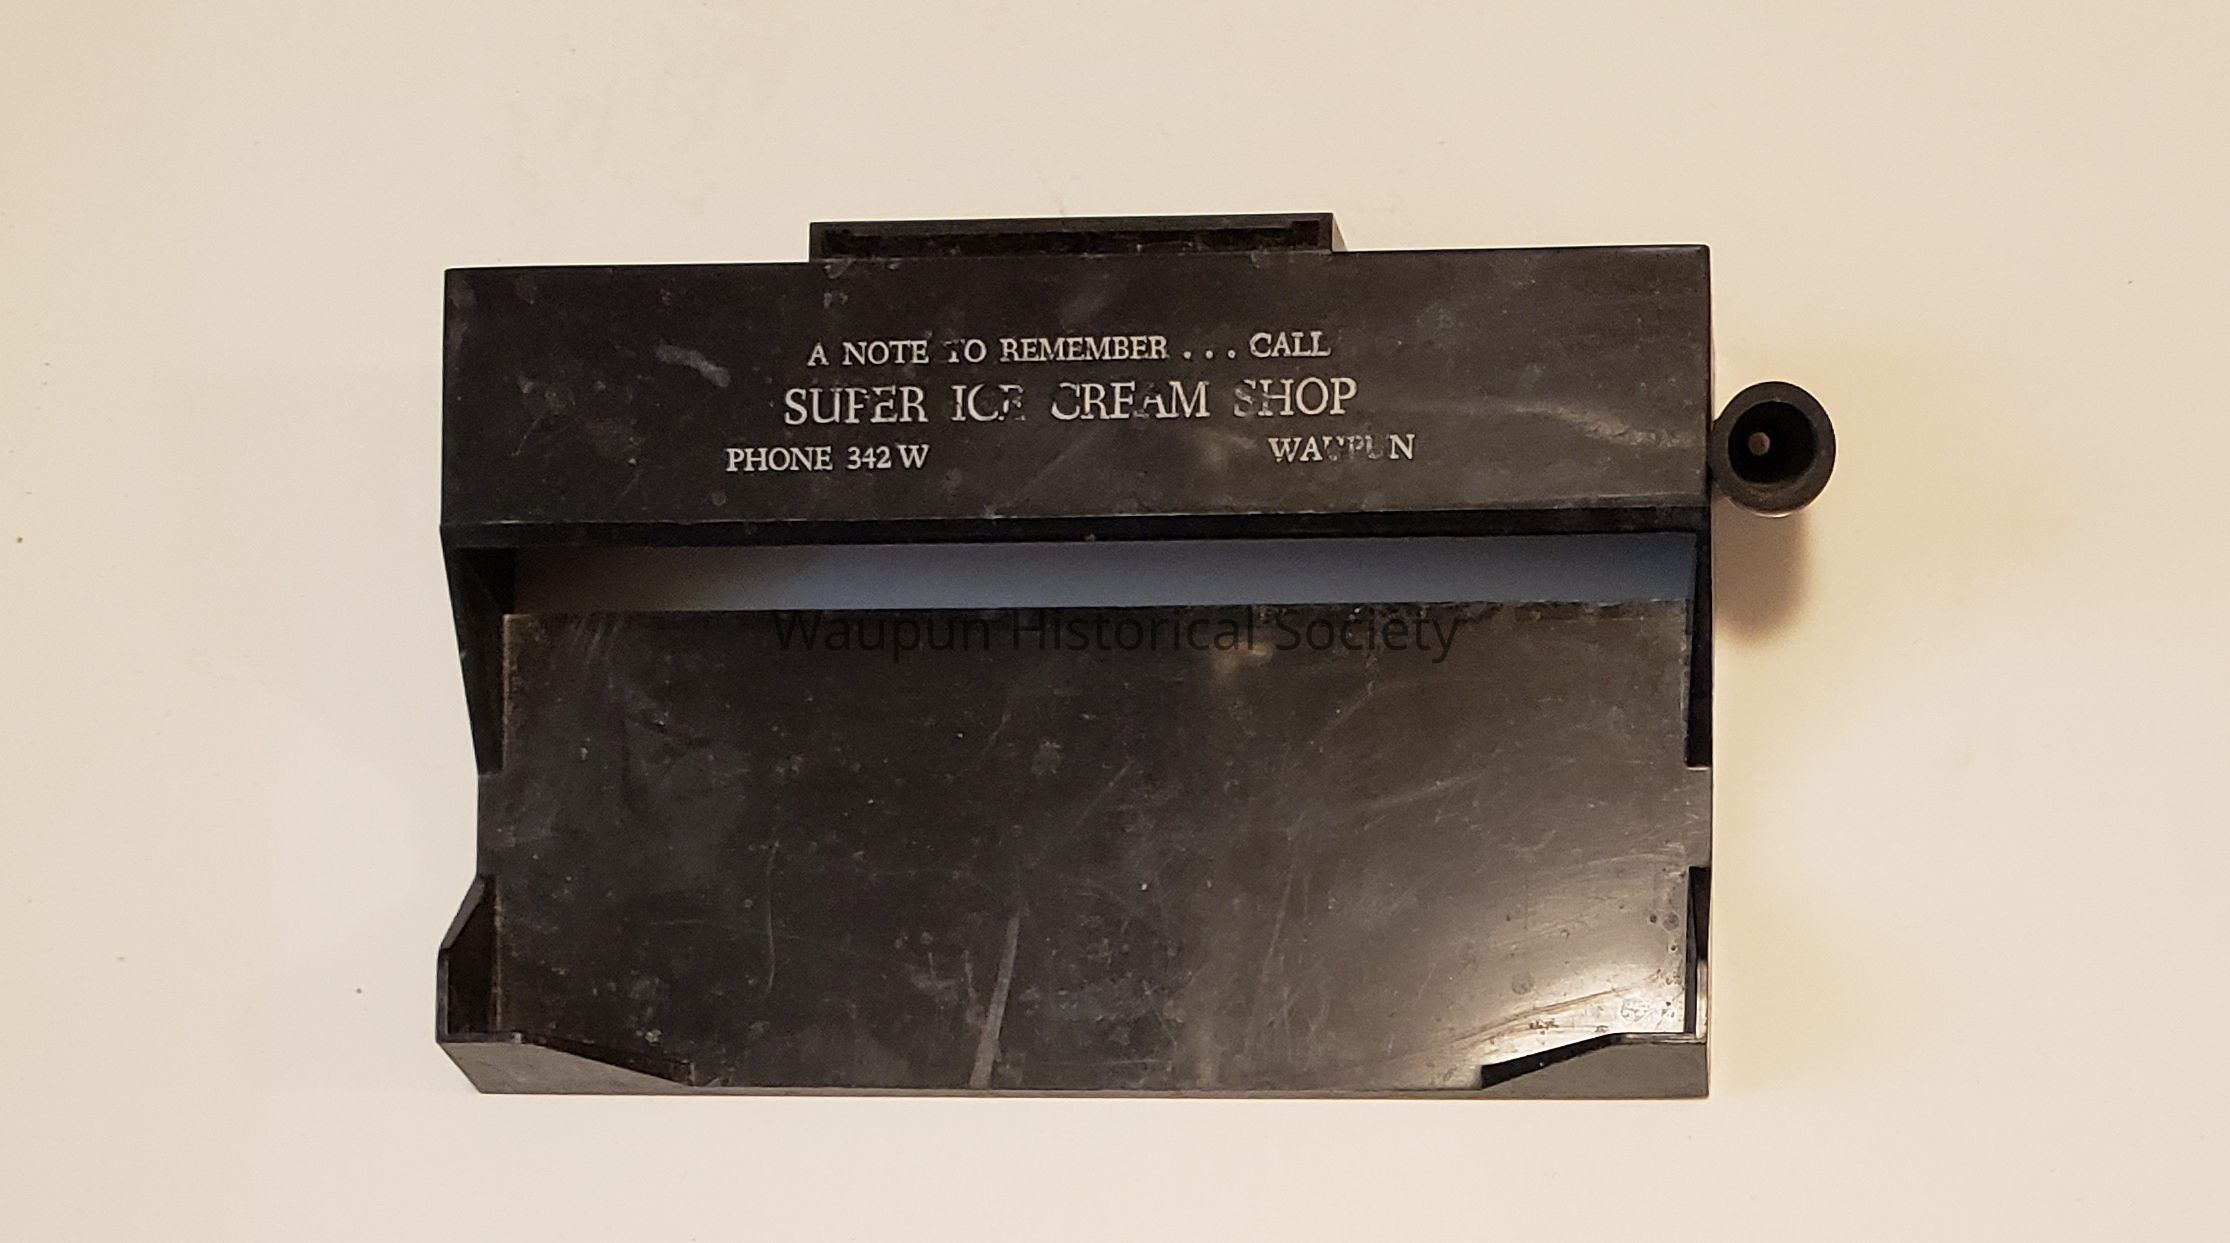 A NOTE TO REMEMBER . . . CALL
SUPER ICE CREAM SHOP
PHONE 342 W WAUPUN
Waupun Historical Society